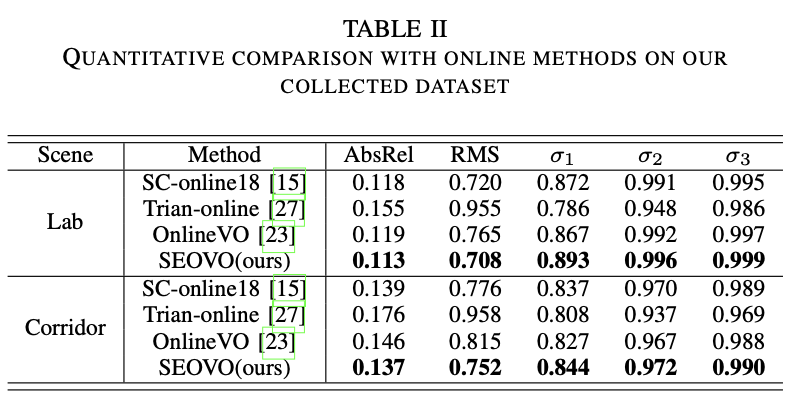 TABLE II
QUANTITATIVE COMPARISON WITH ONLINE METHODS ON OUR
COLLECTED DATASET
Scene Method AbsRel RMS σ1 σ2 σ3
Lab
SC-online18 [15] 0.118 0.720 0.872 0.991 0.995
Trian-online [27] 0.155 0.955 0.786 0.948 0.986
OnlineVO [23] 0.119 0.765 0.867 0.992 0.997
SEOVO(ours) 0.113 0.708 0.893 0.996 0.999
Corridor
SC-online18 [15] 0.139 0.776 0.837 0.970 0.989
Trian-online [27] 0.176 0.958 0.808 0.937 0.969
OnlineVO [23] 0.146 0.815 0.827 0.967 0.988
SEOVO(ours) 0.137 0.752 0.844 0.972 0.990